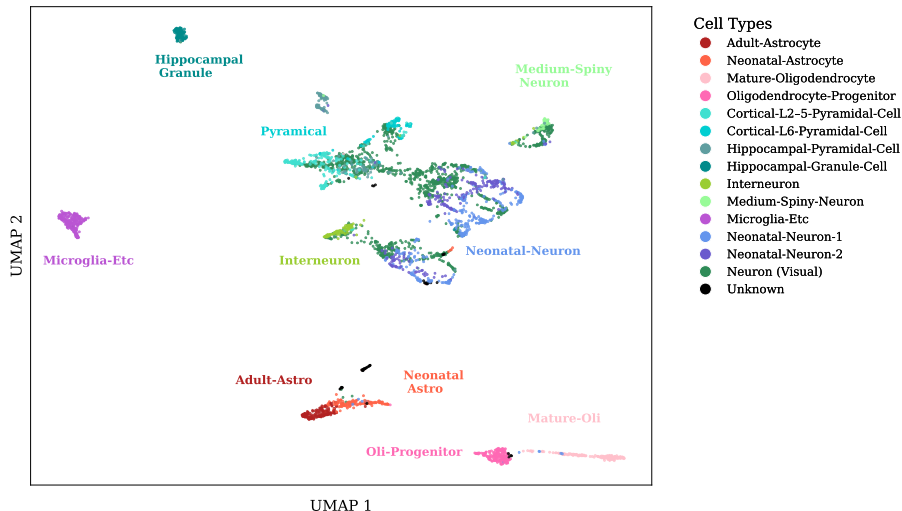 Hippocampal
Granule
Medium-Spiny
Neuron
Pyramical
Microglia-Etc
Interneuron
Neonatal-Neuron
Adult-Astro
Neonatal
Astro
Mature-Oli
Oli-Progenitor
UMAP 2
UMAP 1
Cell Types
Adult-Astrocyte
Neonatal-Astrocyte
Mature-Oligodendrocyte
Oligodendrocyte-Progenitor
Cortical-L2–5-Pyramidal-Cell
Cortical-L6-Pyramidal-Cell
Hippocampal-Pyramidal-Cell
Hippocampal-Granule-Cell
Interneuron
Medium-Spiny-Neuron
Microglia-Etc
Neonatal-Neuron-1
Neonatal-Neuron-2
Neuron (Visual)
Unknown